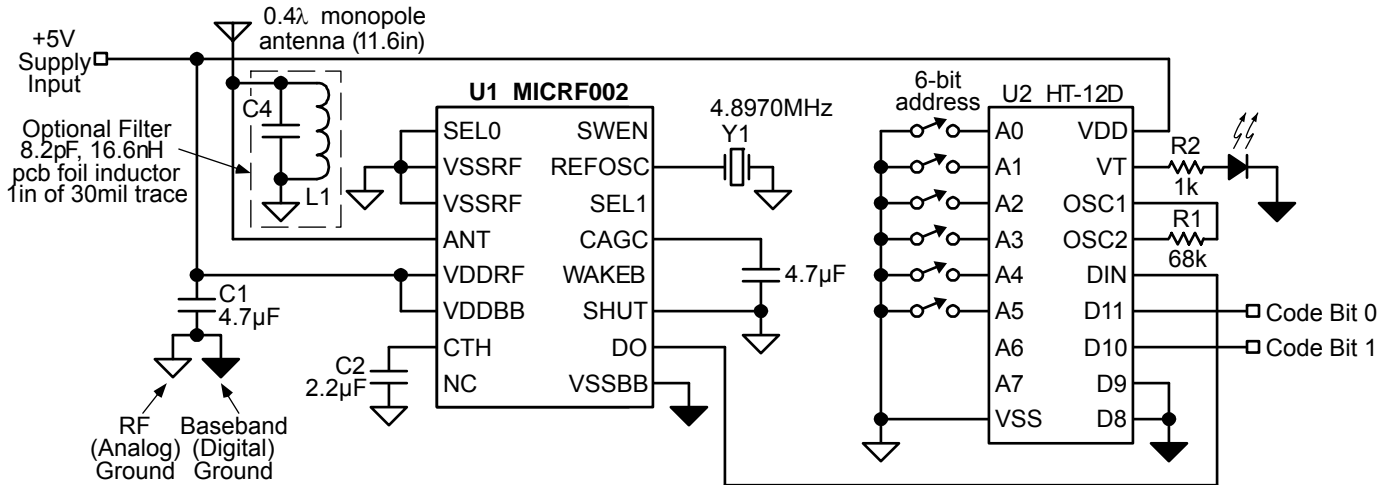 0.4λ monopole
antenna (11.6in)
+5V
Supply
Input
C4
Optional Filter
8.2pF, 16.6nH
pcb foil inductor
1in of 30mil trace
L1
C1
4.7µF
RF
(Analog)
Ground
Baseband
(Digital)
Ground
C2
2.2µF
U1 MICRF002
SEL0
VSSRF
VSSRF
ANT
VDDRF
VDDBB
CTH
NC
SWEN
REFOSC
SEL1
CAGC
WAKEB
SHUT
DO
VSSBB
4.8970MHz
Y1
4.7µF
6-bit
address
U2 HT-12D
A0
A1
A2
A3
A4
A5
A6
A7
VSS
VDD
VT
OSC1
OSC2
DIN
D11
D10
D9
D8
R2
1k
R1
68k
Code Bit 0
Code Bit 1